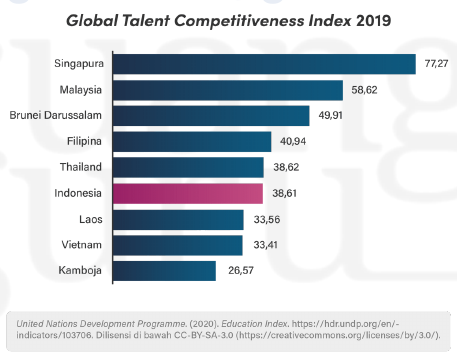 Global Talent Competitiveness Index 2019
Singapura 77,27
Malaysia 58,62
Brunei Darussalam 49,91
Filipina 40,94
Thailand 38,62
Indonesia 38,61
Laos 33,56
Vietnam 33,41
Kamboja 26,57
United Nations Development Programme. (2020). Education Index. https://hdr.undp.org/en/-
indicators/103706. Dilisensi di bawah CC-BY-SA-3.0 (https://creativecommons.org/licenses/by/3.0/).